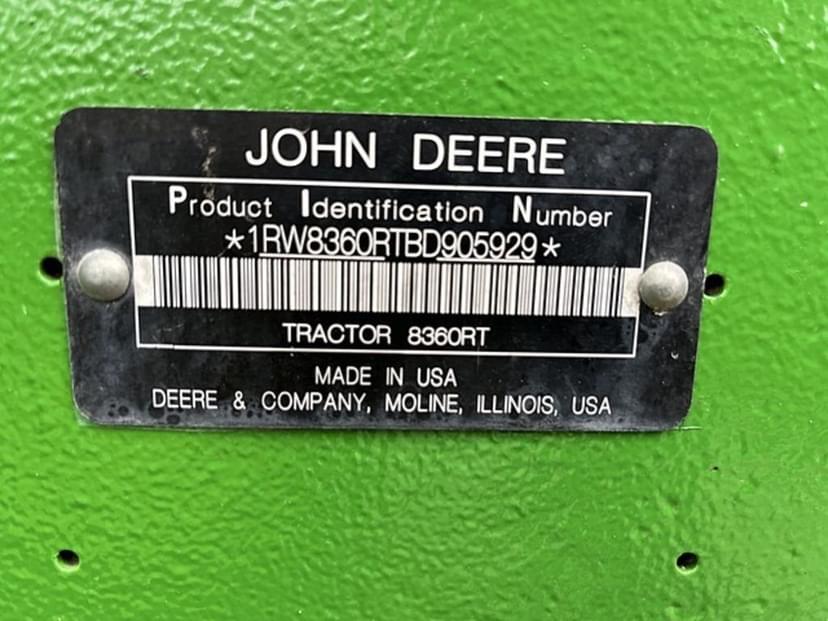 JOHN DEERE
Product Identification Number
*1RW8360RTBD905929*
TRACTOR 8360RT
MADE IN USA
DEERE & COMPANY, MOLINE, ILLINOIS, USA